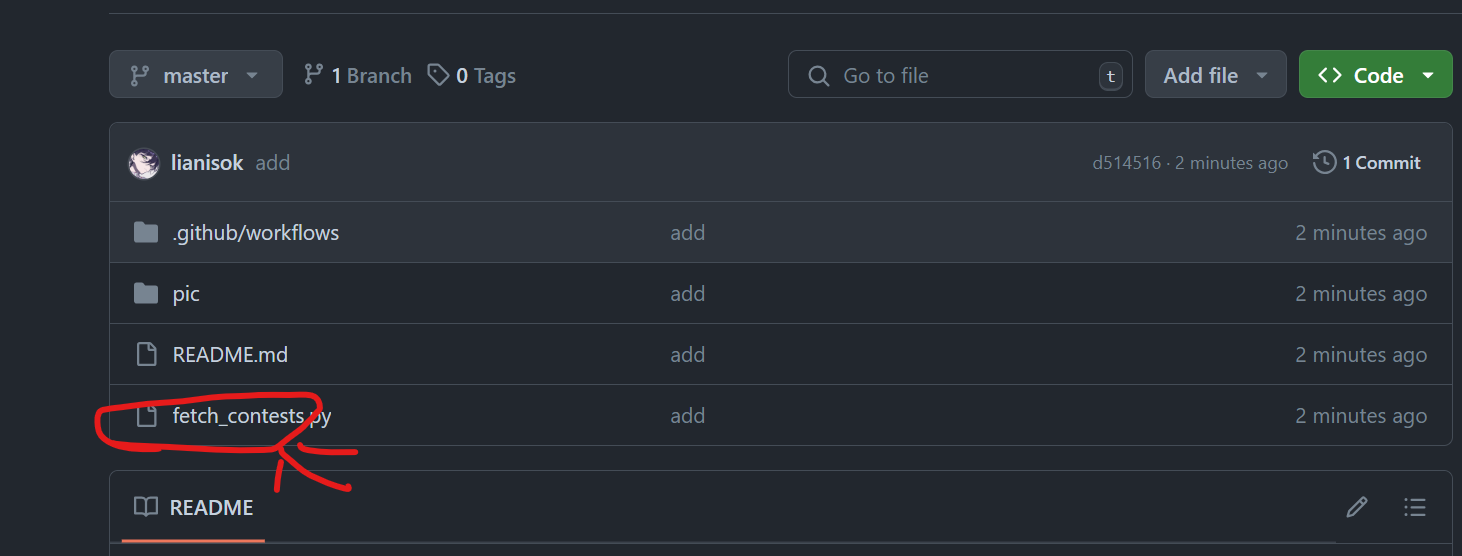 master 1 Branch 0 Tags Go to file t Add file Code
lianisok add d514516 · 2 minutes ago 1 Commit
.github/workflows add 2 minutes ago
pic add 2 minutes ago
README.md add 2 minutes ago
fetch_contests.py add 2 minutes ago
README